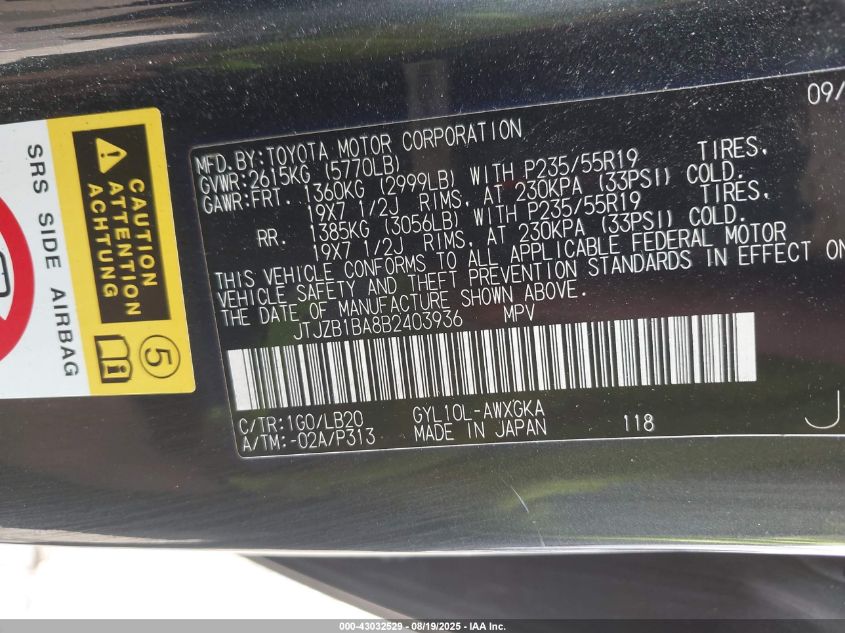 09/
MFD.BY:TOYOTA MOTOR CORPORATION
GVWR:2615KG (5770LB)
GAWR:FRT. 1360KG (2999LB) WITH P235/55R19 TIRES,
19X7 1/2J RIMS, AT 230KPA (33PSI) COLD.
RR. 1385KG (3056LB) WITH P235/55R19 TIRES,
19X7 1/2J RIMS, AT 230KPA (33PSI) COLD.
THIS VEHICLE CONFORMS TO ALL APPLICABLE FEDERAL MOTOR
VEHICLE SAFETY AND THEFT PREVENTION STANDARDS IN EFFECT ON
THE DATE OF MANUFACTURE SHOWN ABOVE.
JTJZB1BA8B2403936 MPV
C/TR:1G0/LB20 GYL10L-AWXGKA
A/TM:-02A/P313 MADE IN JAPAN 118
J
SRS SIDE AIRBAG
CAUTION
ATTENTION
ACHTUNG
i
5
000-43032529 - 08/19/2025 - IAA Inc.